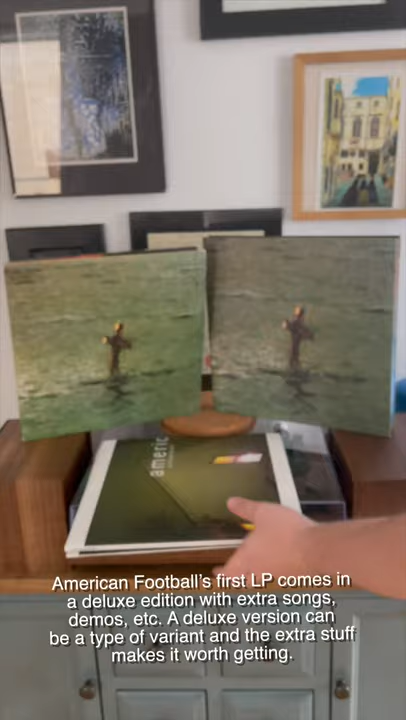 americ
American Football's first LP comes in
a deluxe edition with extra songs,
demos, etc. A deluxe version can
be a type of variant and the extra stuff
makes it worth getting.